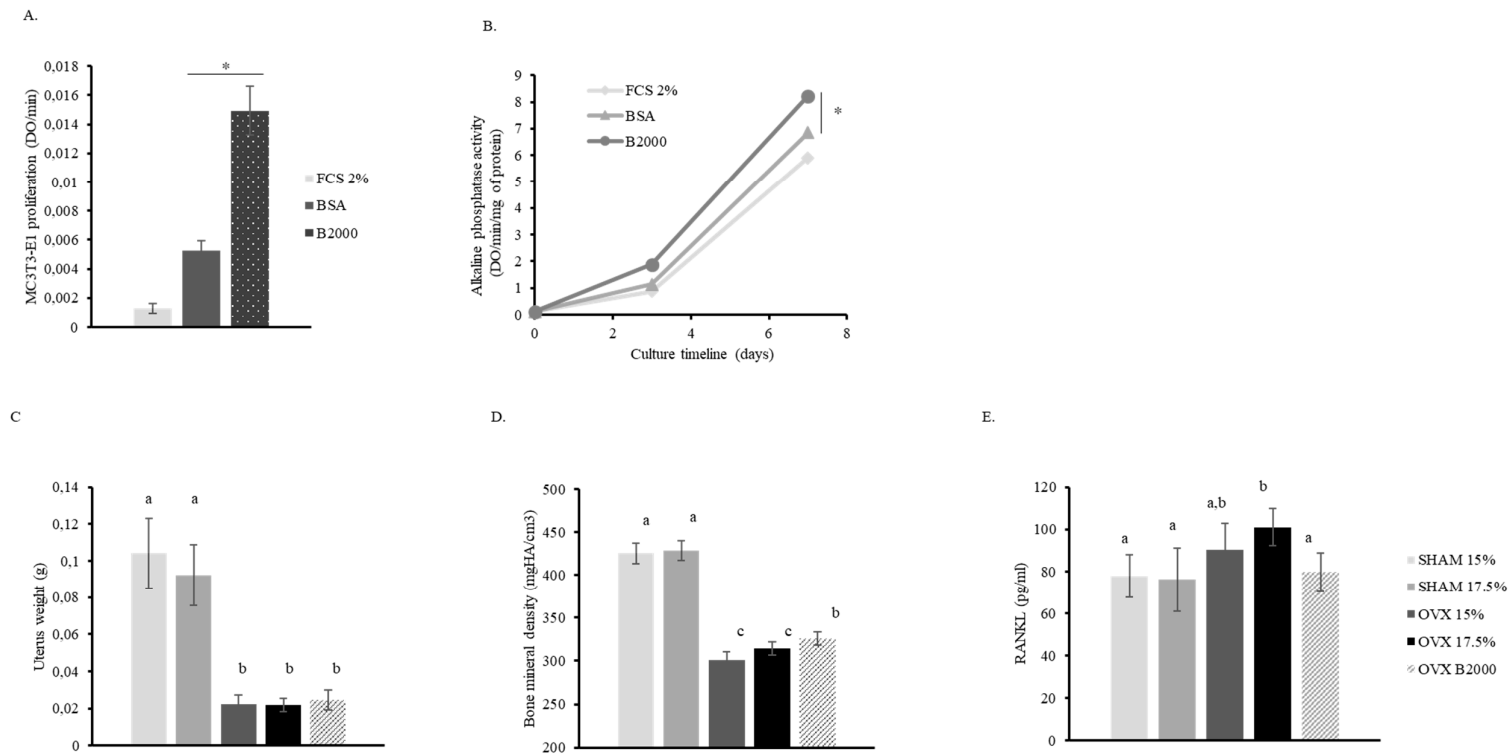 A.
MC3T3-E1 proliferation (DO/min)
0,018
0,016
0,014
0,012
0,01
0,008
0,006
0,004
0,002
0
*
FCS 2%
BSA
B2000
B.
Alkaline phosphatase activity
(DO/min/mg of protein)
9
8
7
6
5
4
3
2
1
0
FCS 2%
BSA
B2000
*
0 2 4 6 8
Culture timeline (days)
C
Uterus weight (g)
0,14
0,12
0,1
0,08
0,06
0,04
0,02
0
a a b b b
D.
Bone mineral density (mgHA/cm3)
500
450
400
350
300
250
200
a a c c b
E.
RANKL (pg/ml)
120
100
80
60
40
20
0
a a a,b b a
SHAM 15%
SHAM 17.5%
OVX 15%
OVX 17.5%
OVX B2000